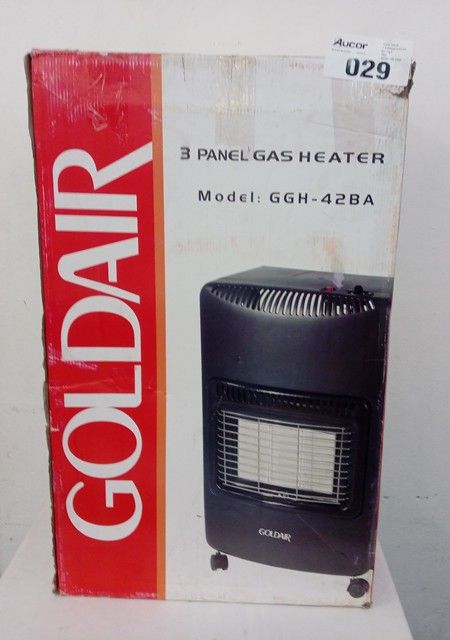 Aucor
029
GOLDAIR
3 PANEL GAS HEATER
Model: GGH-42BA
GOLDAIR